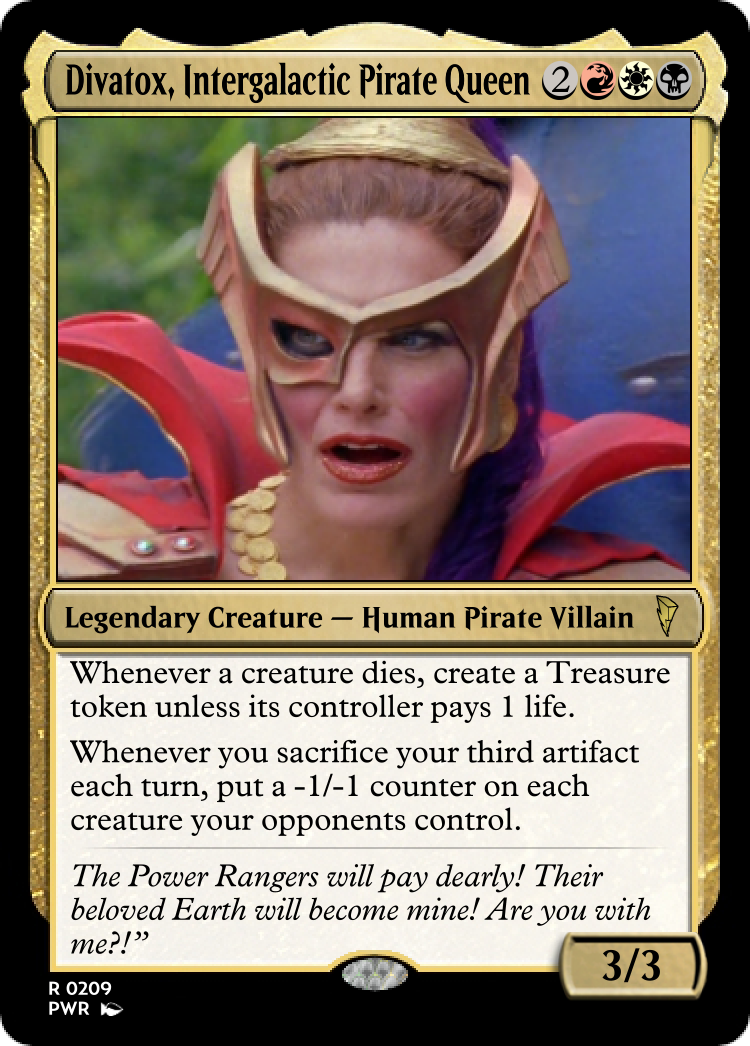 Divatox, Intergalactic Pirate Queen 2
Legendary Creature — Human Pirate Villain
Whenever a creature dies, create a Treasure
token unless its controller pays 1 life.
Whenever you sacrifice your third artifact
each turn, put a -1/-1 counter on each
creature your opponents control.
The Power Rangers will pay dearly! Their
beloved Earth will become mine! Are you with
me?!”
3/3
R 0209
PWR